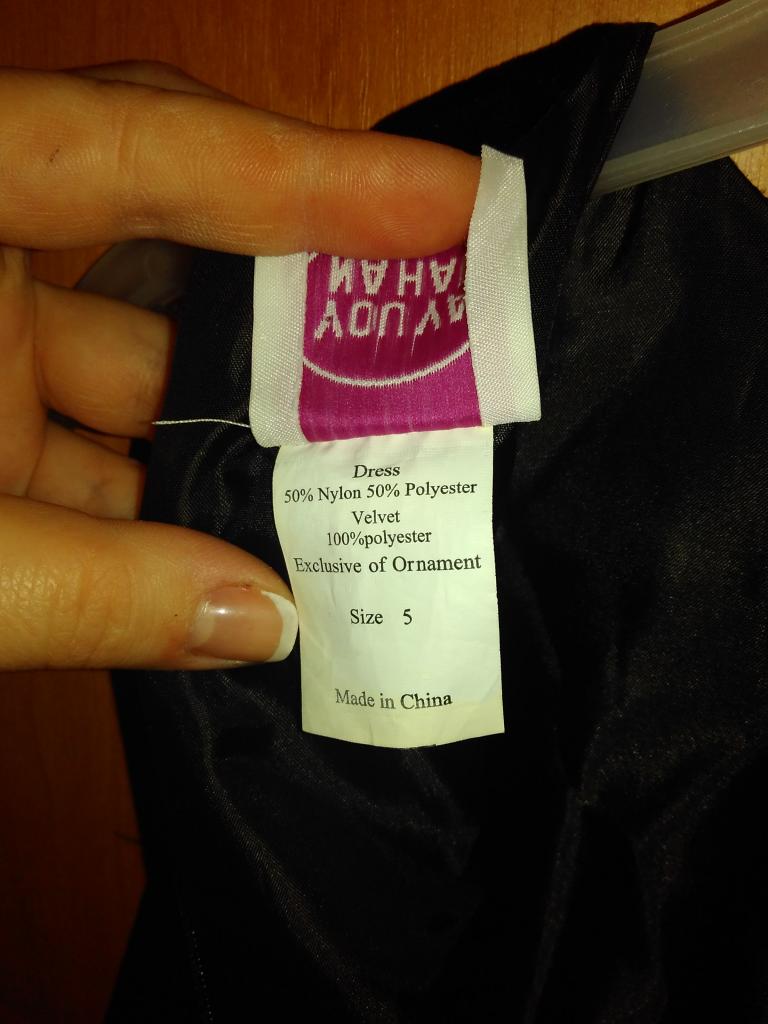 Dress
50% Nylon 50% Polyester
Velvet
100%polyester
Exclusive of Ornament
Size 5
Made in China